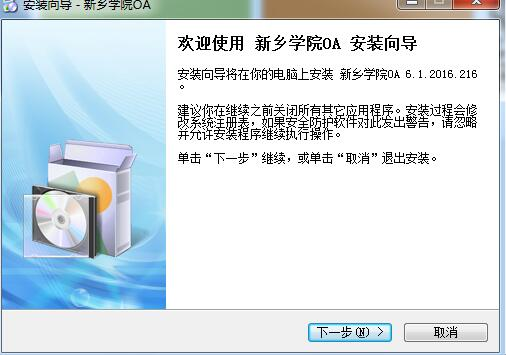 安装向导 - 新乡学院OA
欢迎使用 新乡学院OA 安装向导
安装向导将在你的电脑上安装 新乡学院OA 6.1.2016.216
。
建议你在继续之前关闭所有其它应用程序。安装过程会修
改系统注册表，如果安全防护软件对此发出警告，请忽略
并允许安装程序继续执行操作。
单击“下一步”继续，或单击“取消”退出安装。
下一步(N) >
取消